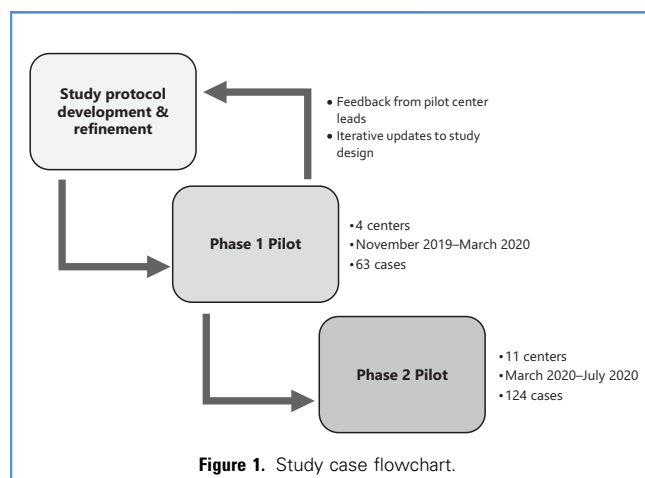 Study protocol
development &
refinement
• Feedback from pilot center
leads
• Iterative updates to study
design
Phase 1 Pilot
•4 centers
•November 2019–March 2020
•63 cases
Phase 2 Pilot
•11 centers
•March 2020–July 2020
•124 cases
Figure 1. Study case flowchart.